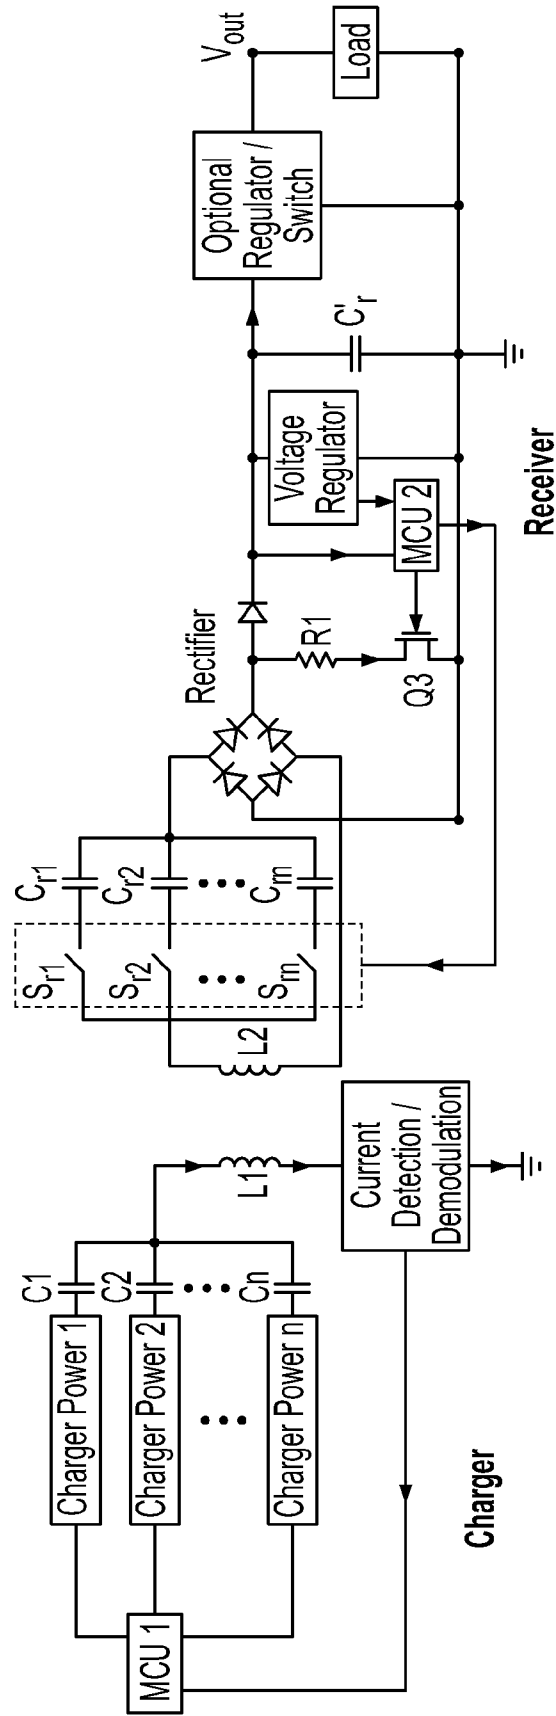 MCU 1
Charger Power 1
Charger Power 2
Charger Power n
C1
C2
Cn
L1
Current
Detection /
Demodulation
Charger
L2
Sr1
Sr2
Srn
Cr1
Cr2
Crn
Rectifier
R1
Q3
Voltage
Regulator
MCU 2
C'r
Optional
Regulator /
Switch
Vout
Load
Receiver